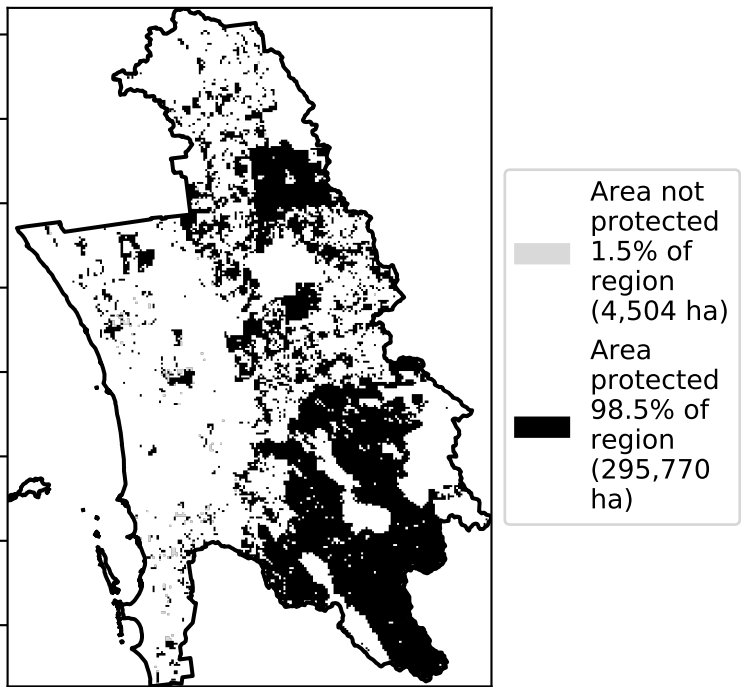 Area not
protected
1.5% of
region
(4,504 ha)
Area
protected
98.5% of
region
(295,770
ha)